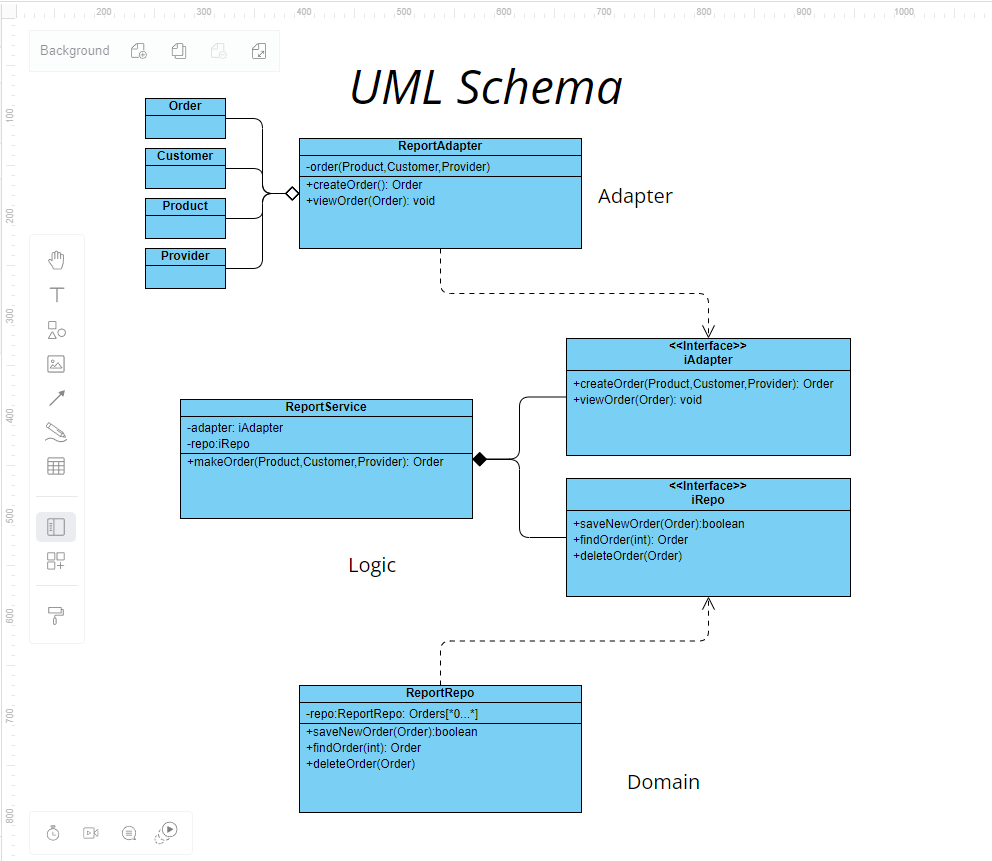 200 300 400 500 600 700 800 900 1000
Background
UML Schema
Order
Customer
Product
Provider
ReportAdapter
-order(Product,Customer,Provider)
+createOrder(): Order
+viewOrder(Order): void
Adapter
<<Interface>>
iAdapter
+createOrder(Product,Customer,Provider): Order
+viewOrder(Order): void
ReportService
-adapter: iAdapter
-repo:iRepo
+makeOrder(Product,Customer,Provider): Order
<<Interface>>
iRepo
+saveNewOrder(Order):boolean
+findOrder(int): Order
+deleteOrder(Order)
Logic
ReportRepo
-repo:ReportRepo: Orders[*0...*]
+saveNewOrder(Order):boolean
+findOrder(int): Order
+deleteOrder(Order)
Domain
100
200
300
400
500
600
700
800